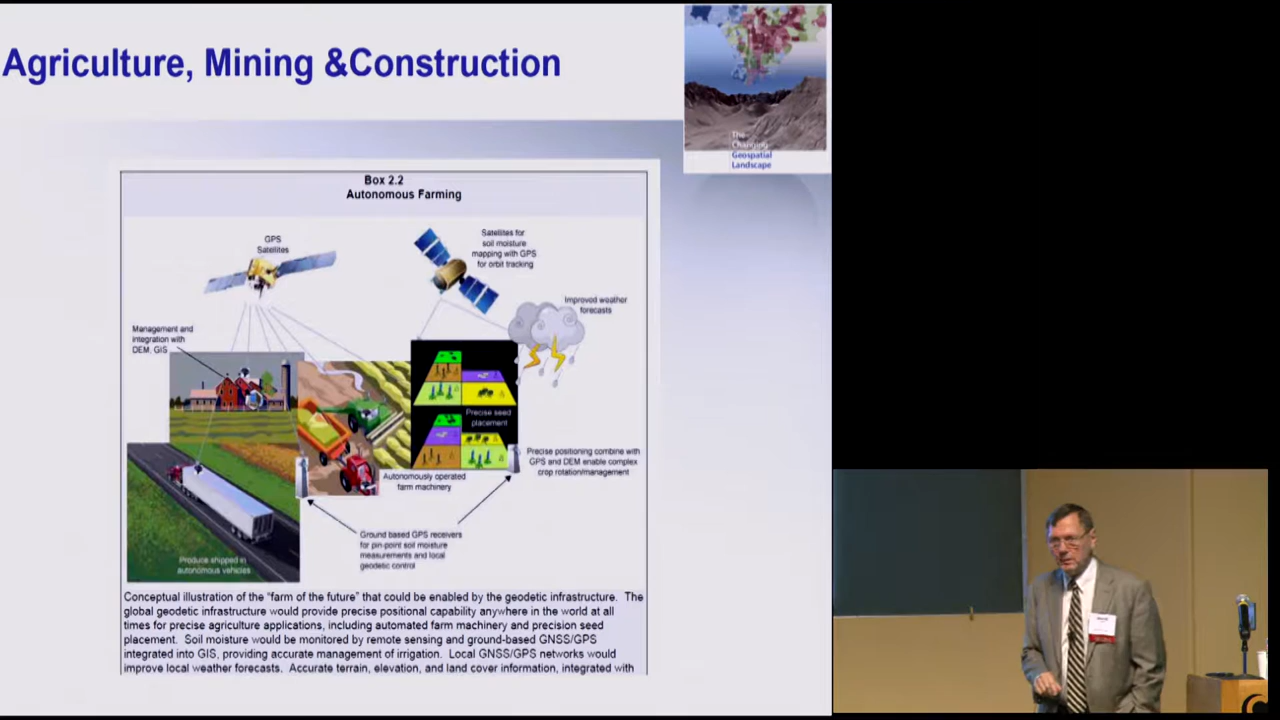 Agriculture, Mining &Construction
The
Changing
Geospatial
Landscape
Box 2.2
Autonomous Farming
GPS
Satellites
Satellites for
soil moisture
mapping with GPS
for orbit tracking
Improved weather
forecasts
Management and
integration with
DEM, GIS
Precise seed
placement
Precise positioning combine with
GPS and DEM enable complex
crop rotation/management
Autonomously operated
farm machinery
Ground based GPS receivers
for pin-point soil moisture
measurements and local
geodetic control
Produce shipped in
autonomous vehicles
Conceptual illustration of the "farm of the future" that could be enabled by the geodetic infrastructure. The
global geodetic infrastructure would provide precise positional capability anywhere in the world at all
times for precise agriculture applications, including automated farm machinery and precision seed
placement. Soil moisture would be monitored by remote sensing and ground-based GNSS/GPS
integrated into GIS, providing accurate management of irrigation. Local GNSS/GPS networks would
improve local weather forecasts. Accurate terrain, elevation, and land cover information, integrated with